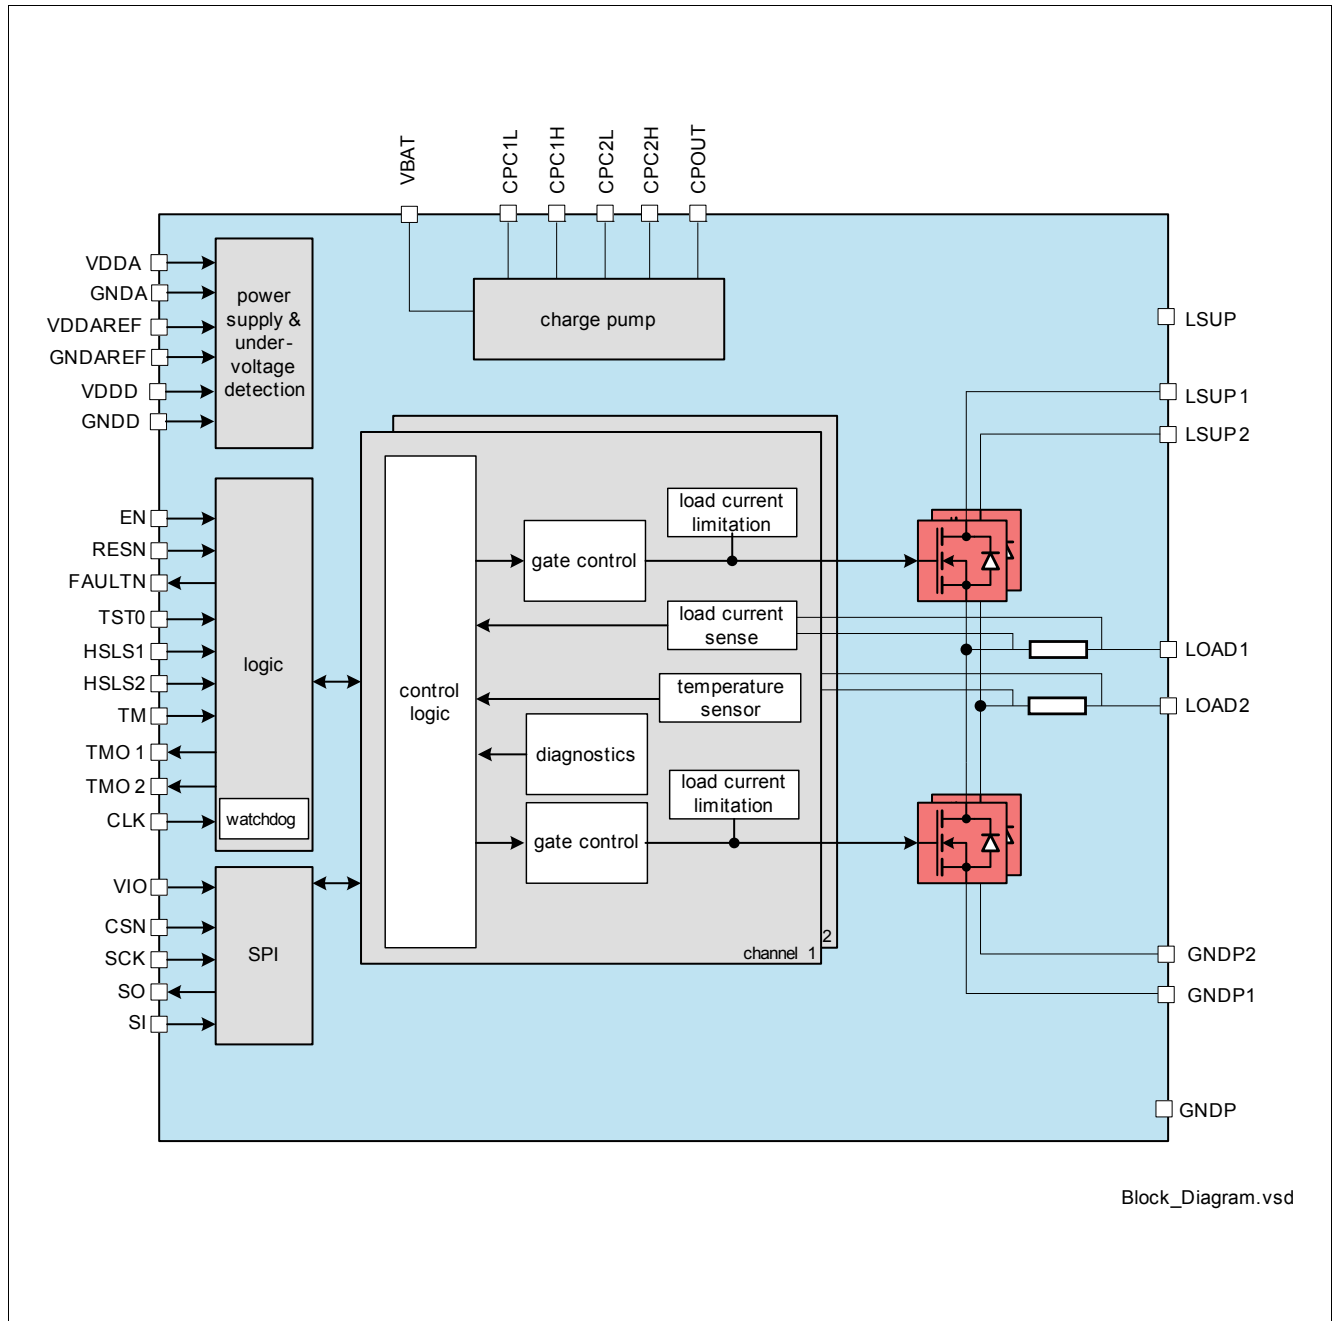 VBAT
CPC1L
CPC1H
CPC2L
CPC2H
CPOUT
VDDA
GNDA
VDDAREF
GNDAREF
VDDD
GNDD
power
supply &
under-
voltage
detection
charge pump
LSUP
LSUP1
LSUP2
EN
RESN
FAULTN
TST0
HSLS1
HSLS2
TM
TMO 1
TMO 2
CLK
logic
watchdog
control
logic
gate control
load current
limitation
load current
sense
temperature
sensor
diagnostics
load current
limitation
gate control
channel 1
2
LOAD1
LOAD2
VIO
CSN
SCK
SO
SI
SPI
GNDP2
GNDP1
GNDP
Block_Diagram.vsd